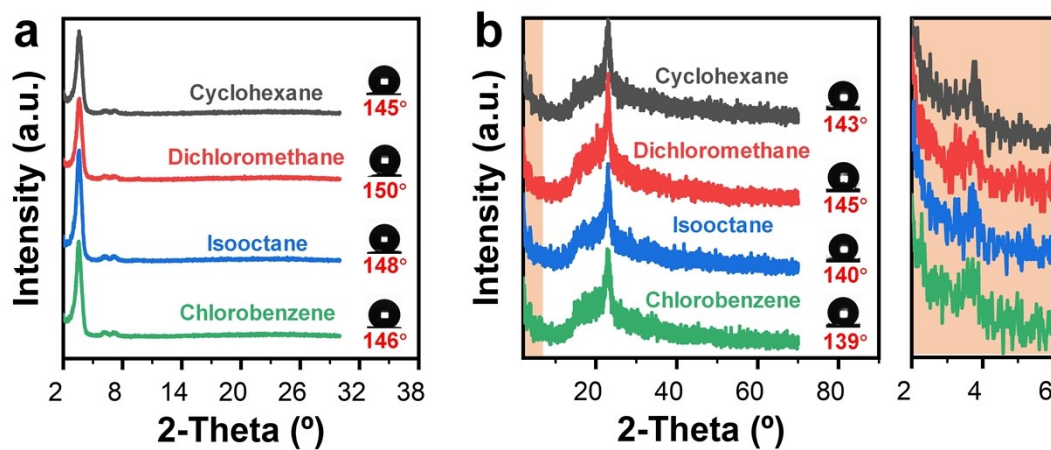 a
Intensity (a.u.)
Cyclohexane
145°
Dichloromethane
150°
Isooctane
148°
Chlorobenzene
146°
2 8 14 20 26 32 38
2-Theta (º)
b
Intensity (a.u.)
Cyclohexane
143°
Dichloromethane
145°
Isooctane
140°
Chlorobenzene
139°
20 40 60 80
2-Theta (º)
2 4 6